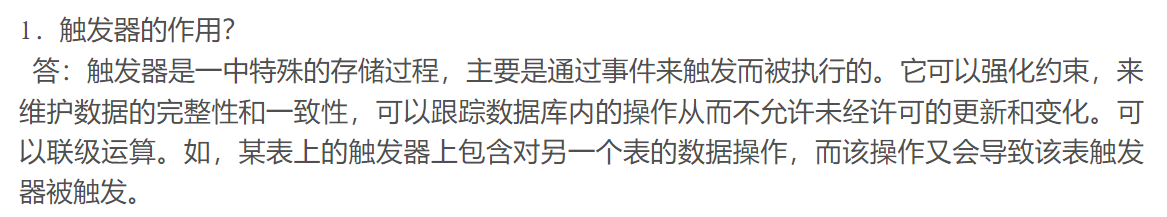 1．触发器的作用？
答：触发器是一中特殊的存储过程，主要是通过事件来触发而被执行的。它可以强化约束，来
维护数据的完整性和一致性，可以跟踪数据库内的操作从而不允许未经许可的更新和变化。可
以联级运算。如，某表上的触发器上包含对另一个表的数据操作，而该操作又会导致该表触发
器被触发。